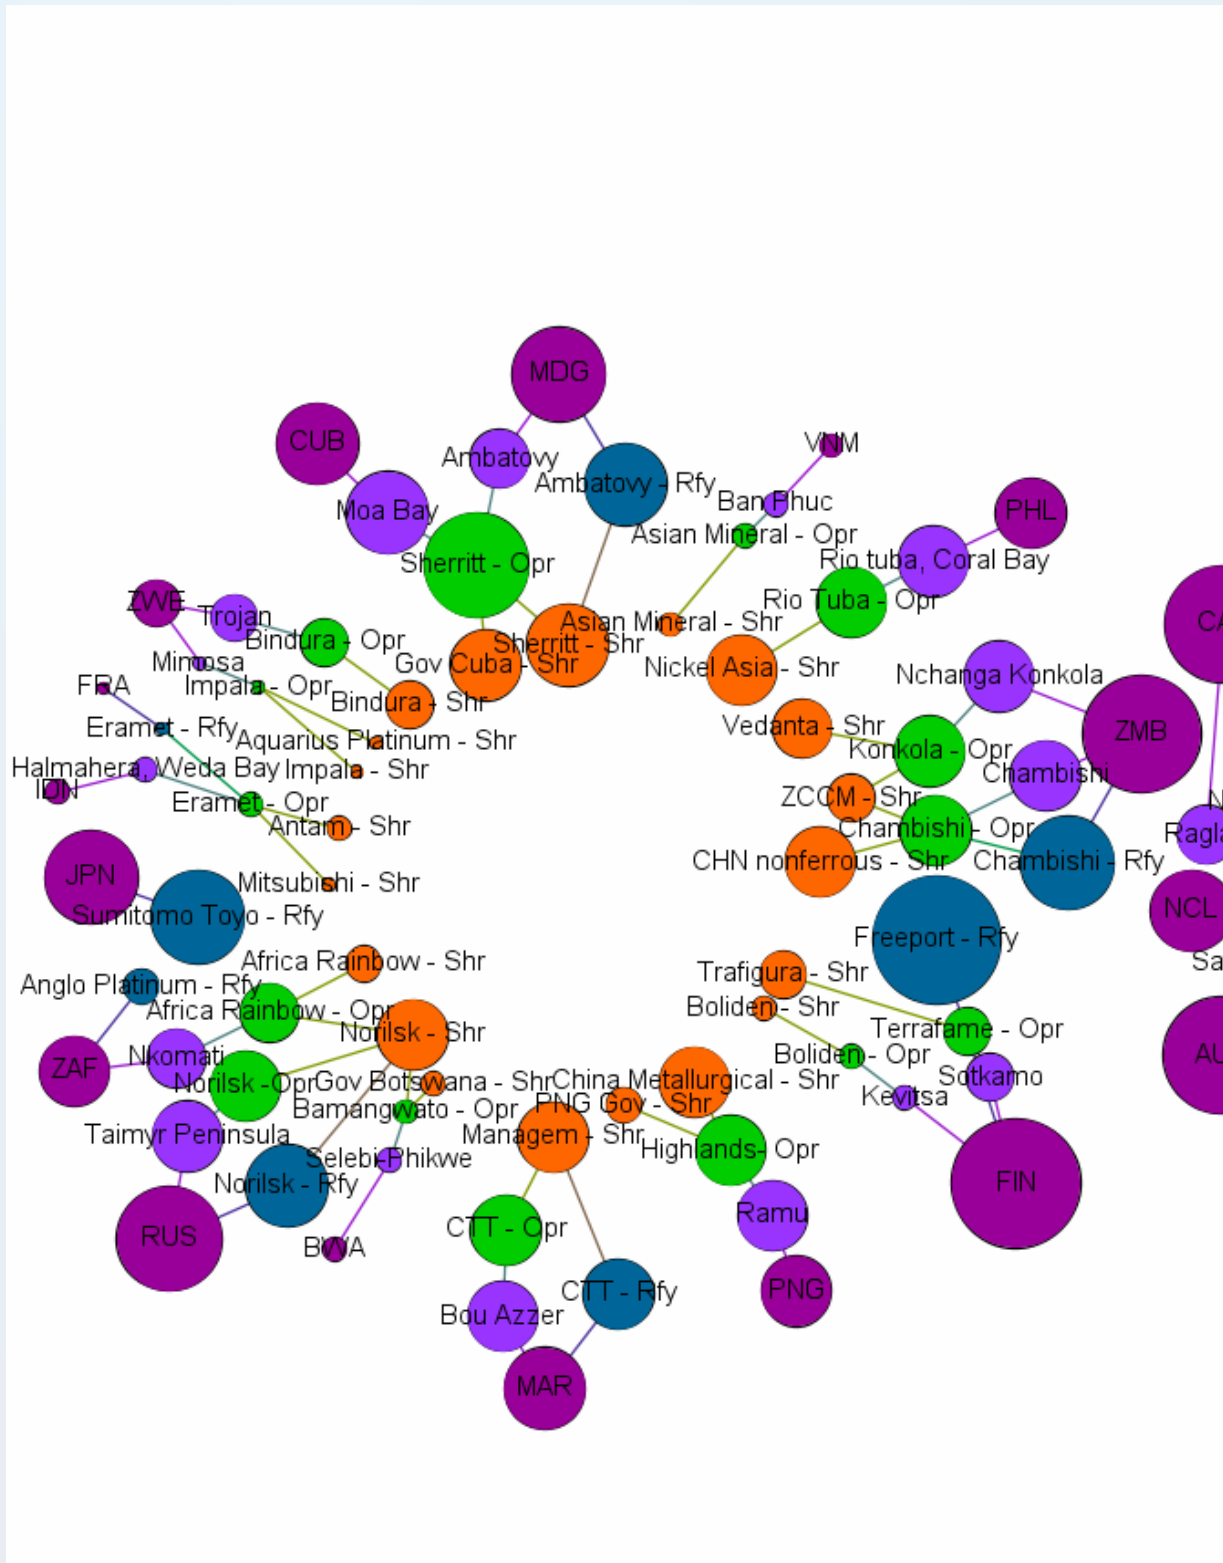 MDG
CUB
VNM
Ambatovy
Ambatovy - Rfy
Ban Phuc
Moa Bay
PHL
Asian Mineral - Opr
Sherritt - Opr
Rio tuba, Coral Bay
ZWE
Trojan
Rio Tuba - Opr
Asian Mineral - Shr
Bindura - Opr
Sherritt - Shr
Mimosa
Gov Cuba - Shr
Nickel Asia - Shr
Nchanga Konkola
FRA
Impala - Opr
Bindura - Shr
Eramet - Rfy
Vedanta - Shr
ZMB
Aquarius Platinum - Shr
Konkola - Opr
Halmahera, Weda Bay
Impala - Shr
Chambishi
IDN
Eramet - Opr
ZCCM - Shr
Antam - Shr
Chambishi - Opr
CHN nonferrous - Shr
Chambishi - Rfy
JPN
Mitsubishi - Shr
NCL
Sumitomo Toyo - Rfy
Freeport - Rfy
Africa Rainbow - Shr
Trafigura - Shr
Anglo Platinum - Rfy
Africa Rainbow - Opr
Boliden - Shr
Norilsk - Shr
Terrafame - Opr
Nkomati
Boliden - Opr
ZAF
Norilsk -Opr
Gov Botswana - Shr
China Metallurgical - Shr
Sotkamo
Kevitsa
PNG Gov - Shr
Bamangwato - Opr
Taimyr Peninsula
Managem - Shr
Highlands- Opr
Selebi-Phikwe
Norilsk - Rfy
FIN
Ramu
CTT - Opr
RUS
BWA
CTT - Rfy
PNG
Bou Azzer
MAR